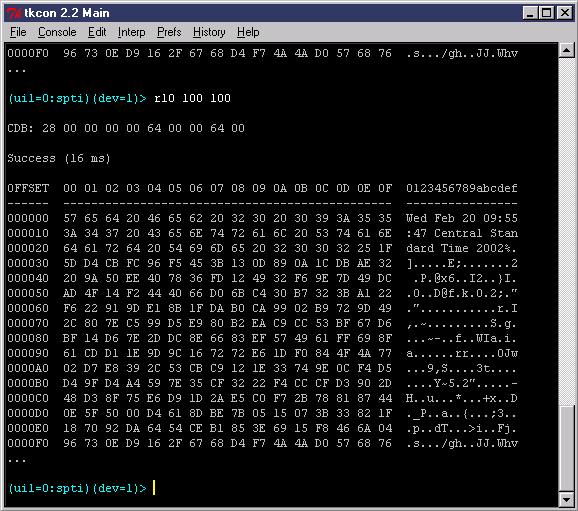 tkcon 2.2 Main
File Console Edit Interp Prefs History Help
0000F0  96 73 0E D9 16 2F 67 68 D4 F7 4A 4A D0 57 68 76  .s.../gh..JJ.Whv
...
(uil=0:spti)(dev=1)> r10 100 100
CDB: 28 00 00 00 00 64 00 00 64 00
Success (16 ms)
OFFSET  00 01 02 03 04 05 06 07 08 09 0A 0B 0C 0D 0E 0F  0123456789abcdef
------  -- -- -- -- -- -- -- -- -- -- -- -- -- -- -- --  ----------------
000000  57 65 64 20 46 65 62 20 32 30 20 30 39 3A 35 35  Wed Feb 20 09:55
000010  3A 34 37 20 43 65 6E 74 72 61 6C 20 53 74 61 6E  :47 Central Stan
000020  64 61 72 64 20 54 69 6D 65 20 32 30 30 32 25 1F  dard Time 2002%.
000030  5D D4 CB FC 96 F5 45 3B 13 0D 89 0A 1C DB AE 32  ].....E;.......2
000040  20 9A 50 EE 40 78 36 FD 12 49 32 F6 9E 7D 49 DC   .P.@x6..I2..}I.
000050  AD 4F 14 F2 44 40 66 D0 6B C4 30 B7 32 3B A1 22  .O..D@f.k.0.2;."
000060  F6 22 91 9D E1 8B 1F DA B0 CA 99 02 B9 72 9D 49  .".........​..r.I
000070  2C 80 7E C5 99 D5 E9 80 B2 EA C9 CC 53 BF 67 D6  ,.~.........S.g.
000080  BF 14 D6 7E 2D DC 8E 66 83 EF 57 49 61 FF 69 8F  ...~-..f..WIa.i.
000090  61 CD D1 1E 9D 9C 16 72 72 E6 1D F0 84 4F 4A 77  a......rr....OJw
0000A0  02 D7 E8 39 2C 53 CB C9 12 1E 33 74 9E 0C F4 D5  ...9,S....3t....
0000B0  D4 9F D4 A4 59 7E 35 CF 32 22 F4 CC CF D3 90 2D  ....Y~5.2".....-
0000C0  48 D3 8F 75 E6 D9 1D 2A E5 C0 F7 2B 78 81 87 44  H..u...*...+x..D
0000D0  0E 5F 50 00 D4 61 8D BE 7B 05 15 07 3B 33 82 1F  ._P..a..{...;3..
0000E0  18 70 92 DA 64 54 CE B1 85 3E 69 15 F8 46 6A 04  .p..dT...>i..Fj.
0000F0  96 73 0E D9 16 2F 67 68 D4 F7 4A 4A D0 57 68 76  .s.../gh..JJ.Whv
...
(uil=0:spti)(dev=1)>